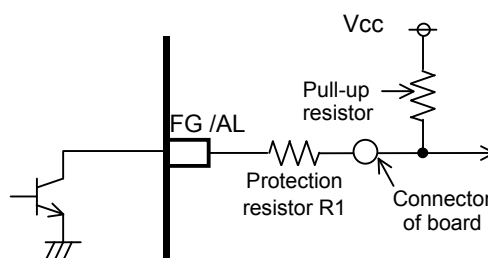 Vcc
Pull-up
resistor
FG /AL
Protection
resistor R1
Connector
of board